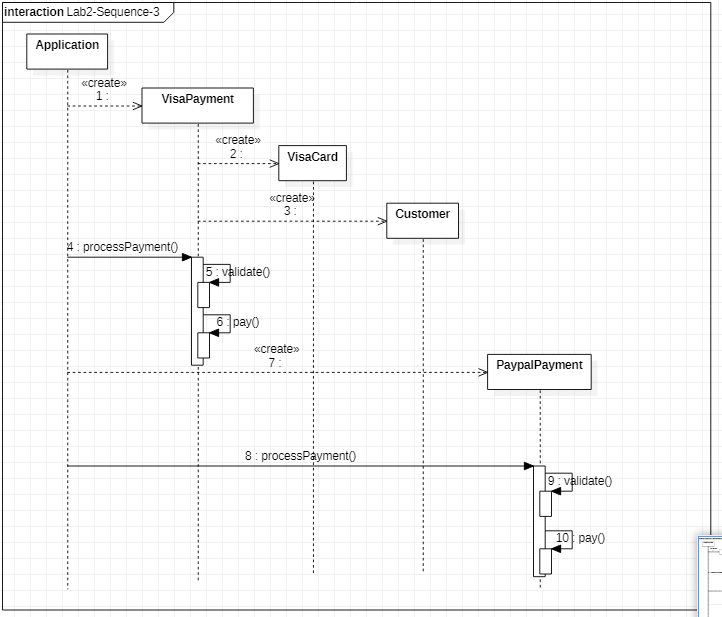 interaction Lab2-Sequence-3
Application
«create»
1 :
VisaPayment
«create»
2 :
VisaCard
«create»
3 :
Customer
4 : processPayment()
5 : validate()
6 : pay()
«create»
7 :
PaypalPayment
8 : processPayment()
9 : validate()
10 : pay()